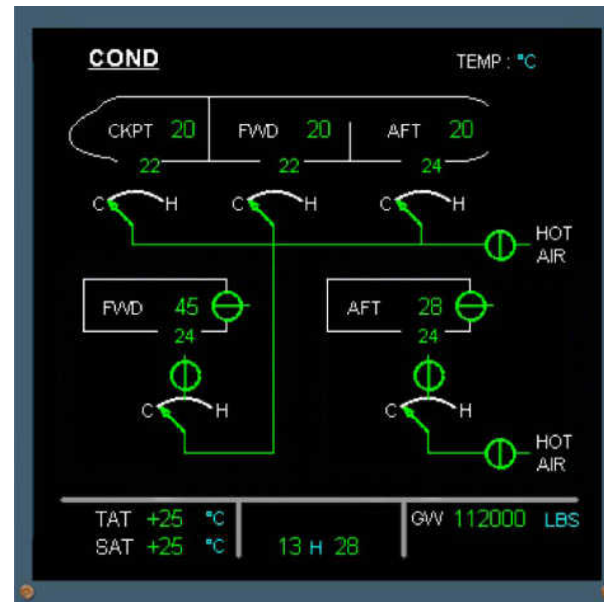 COND TEMP : °C
CKPT 20 FWD 20 AFT 20
22 22 24
C H C H C H
HOT
AIR
FWD 45 AFT 28
24 24
C H C H
HOT
AIR
TAT +25 °C GW 112000 LBS
SAT +25 °C 13 H 28